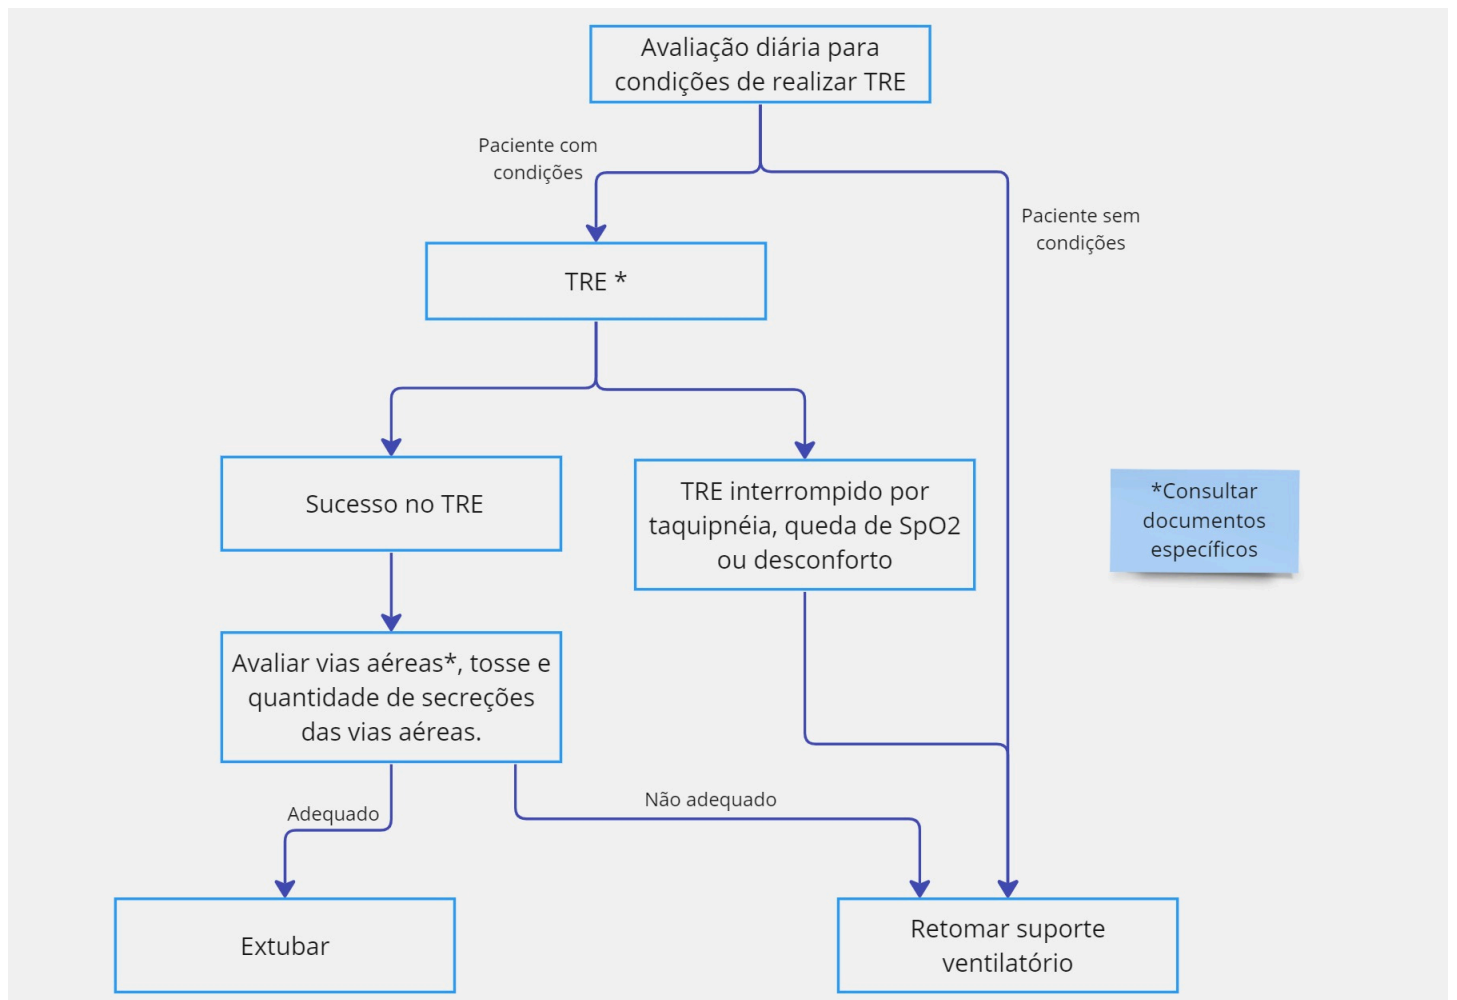 Avaliação diária para
condições de realizar TRE
Paciente com
condições
Paciente sem
condições
TRE *
Sucesso no TRE
TRE interrompido por
taquipnéia, queda de SpO2
ou desconforto
*Consultar
documentos
específicos
Avaliar vias aéreas*, tosse e
quantidade de secreções
das vias aéreas.
Adequado
Não adequado
Extubar
Retomar suporte
ventilatório